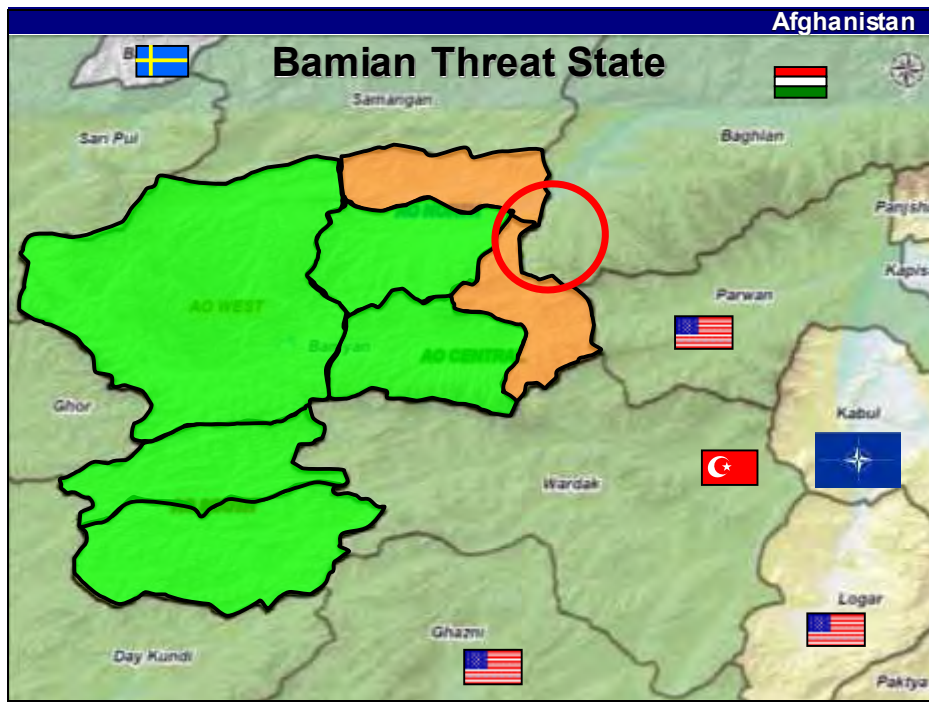 Afghanistan
Bamian Threat State
Samangan
Sari Pul
Baghlan
Panjsh
Kapis
AO WEST
Parwan
Bamyan
AO CENTRAL
Ghor
Kabul
Wardak
Logar
Ghazni
Day Kundi
Paktya